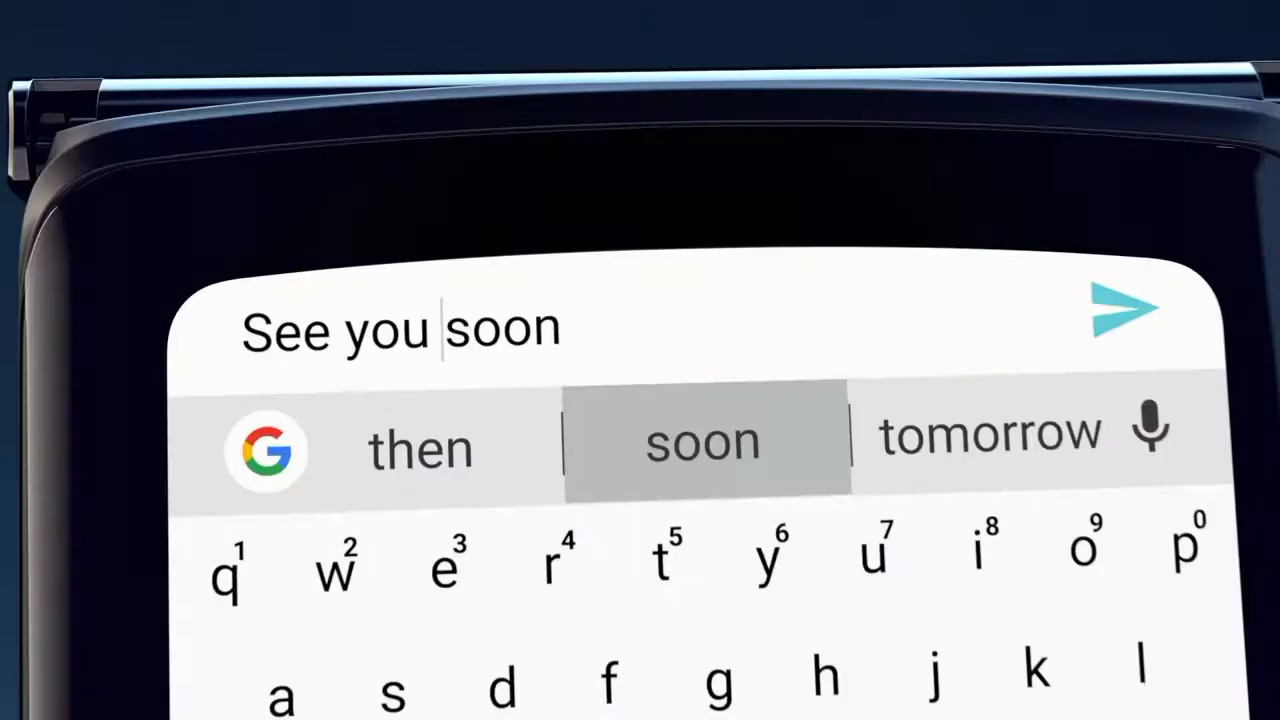 See you soon
G then soon tomorrow
q1 w2 e3 r4 t5 y6 u7 i8 o9 p0
a s d f g h j k l